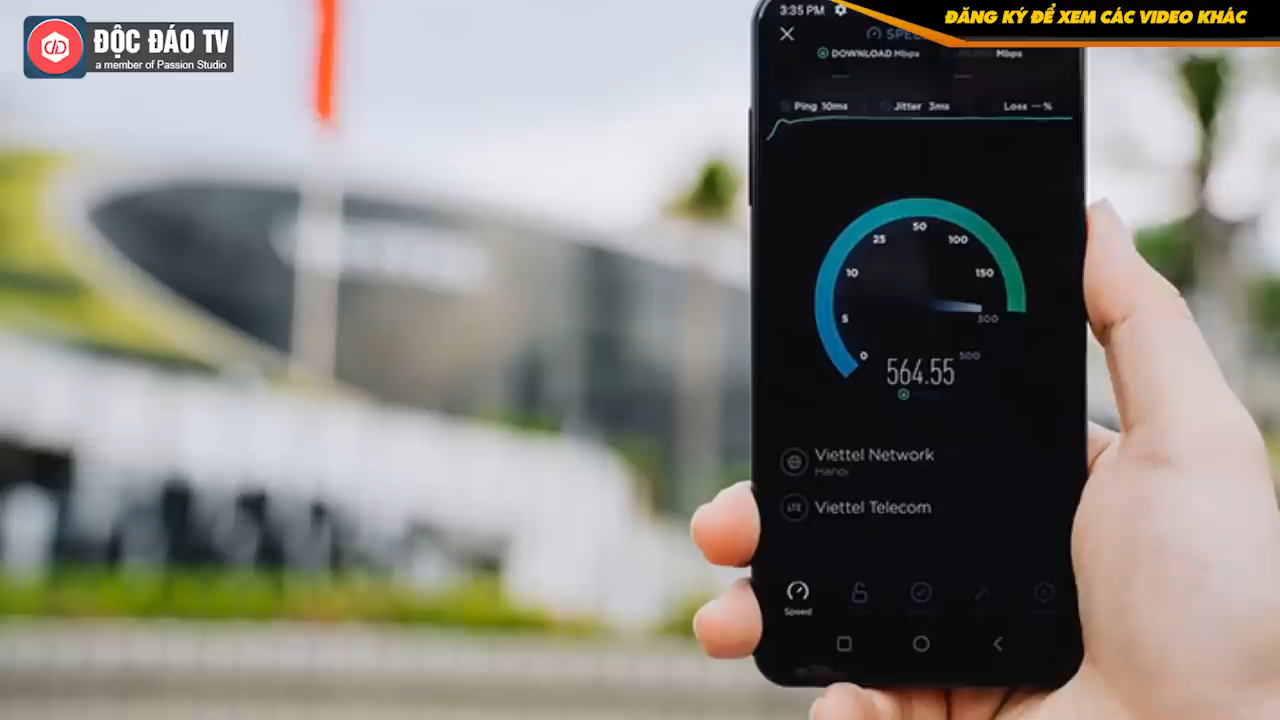 ĐỘC ĐÁO TV
a member of Passion Studio
ĐĂNG KÝ ĐỂ XEM CÁC VIDEO KHÁC
3:35 PM
DOWNLOAD Mbps
Mbps
Ping 10ms
Jitter 3ms
Loss — %
50
25
100
10
150
5
300
0
500
564.55
Viettel Network
Hanoi
LTE
Viettel Telecom
Speed